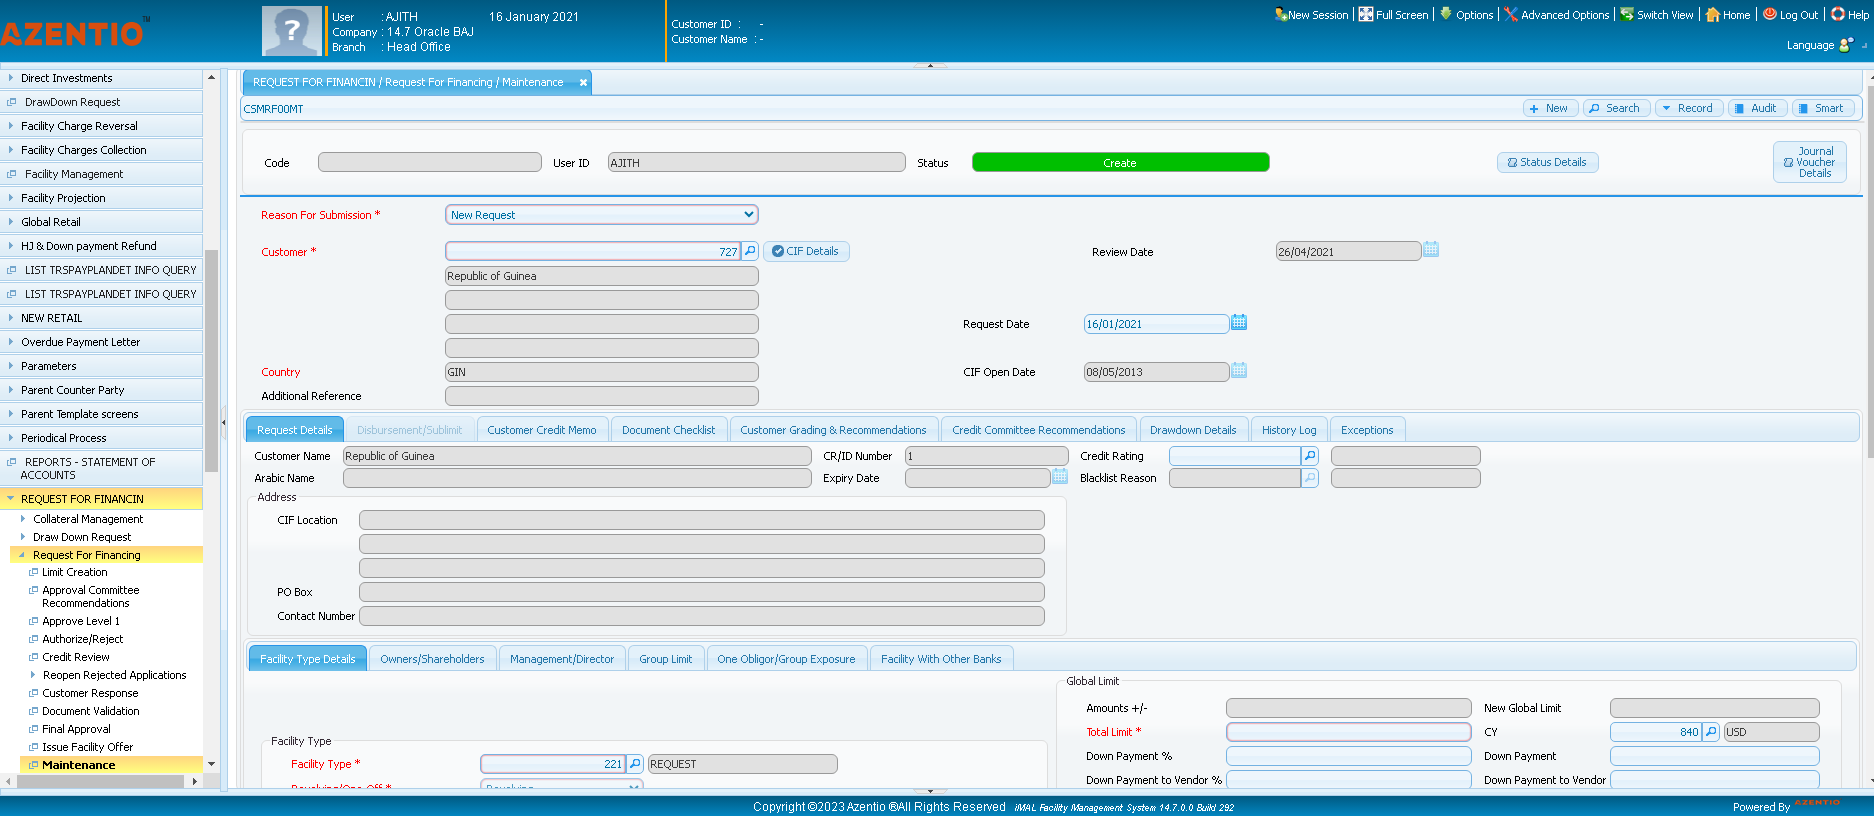 AZENTIO™
User : AJITH 16 January 2021
Company : 14.7 Oracle BAJ
Branch : Head Office
Customer ID : -
Customer Name : -
New Session Full Screen Options Advanced Options Switch View Home Log Out Help
Language
Direct Investments
DrawDown Request
Facility Charge Reversal
Facility Charges Collection
Facility Management
Facility Projection
Global Retail
HJ & Down payment Refund
LIST TRSPAYPLANDET INFO QUERY
LIST TRSPAYPLANDET INFO QUERY
NEW RETAIL
Overdue Payment Letter
Parameters
Parent Counter Party
Parent Template screens
Periodical Process
REPORTS - STATEMENT OF
ACCOUNTS
REQUEST FOR FINANCIN
Collateral Management
Draw Down Request
Request For Financing
Limit Creation
Approval Committee
Recommendations
Approve Level 1
Authorize/Reject
Credit Review
Reopen Rejected Applications
Customer Response
Document Validation
Final Approval
Issue Facility Offer
Maintenance
REQUEST FOR FINANCIN / Request For Financing / Maintenance
CSMRF00MT
New Search Record Audit Smart
Code User ID AJITH Status Create Status Details
Journal
Voucher
Details
Reason For Submission * New Request
Customer * 727 CIF Details Review Date 26/04/2021
Republic of Guinea
Request Date 16/01/2021
Country GIN CIF Open Date 08/05/2013
Additional Reference
Request Details Disbursement/Sublimit Customer Credit Memo Document Checklist Customer Grading & Recommendations Credit Committee Recommendations Drawdown Details History Log Exceptions
Customer Name Republic of Guinea CR/ID Number 1 Credit Rating
Arabic Name Expiry Date Blacklist Reason
Address
CIF Location
PO Box
Contact Number
Facility Type Details Owners/Shareholders Management/Director Group Limit One Obligor/Group Exposure Facility With Other Banks
Global Limit
Amounts +/- New Global Limit
Total Limit * CY 840 USD
Down Payment % Down Payment
Down Payment to Vendor % Down Payment to Vendor
Facility Type
Facility Type * 221 REQUEST
Revolving/One Off * Revolving
Copyright ©2023 Azentio ®All Rights Reserved iMAL Facility Management System 14.7.0.0 Build 292
Powered By AZENTIO